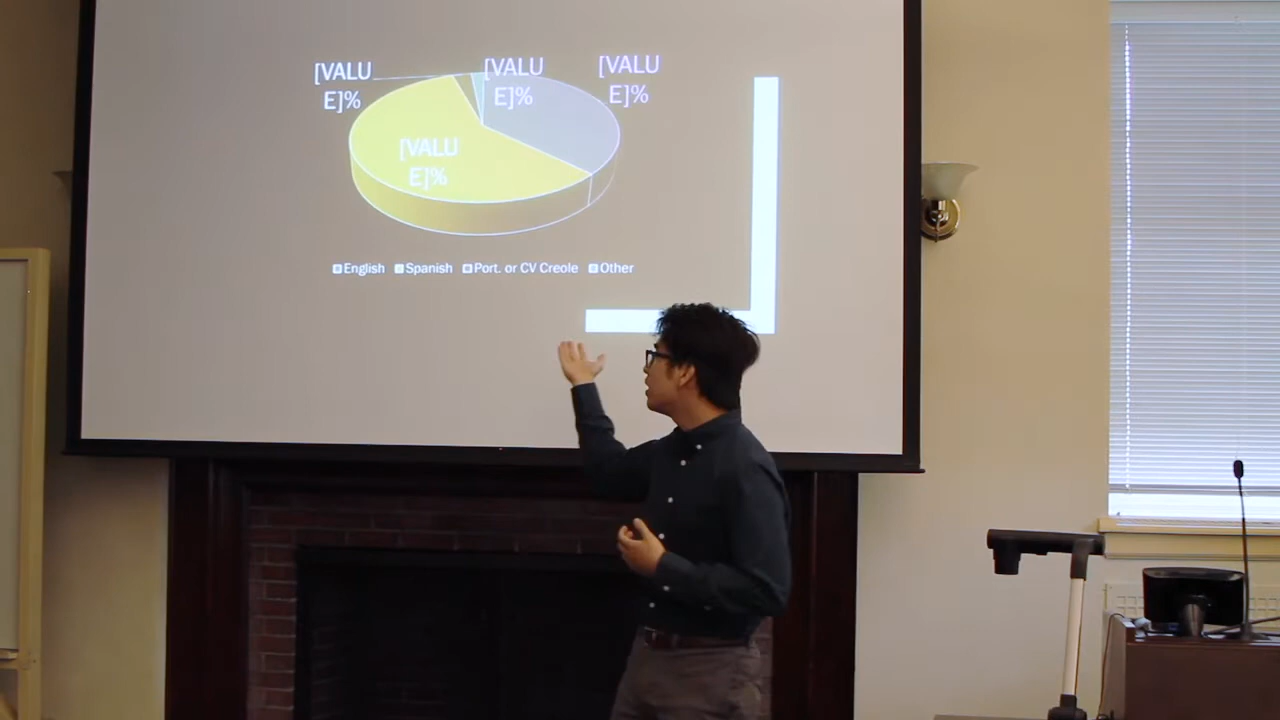 [VALU
E]%
[VALU
E]%
[VALU
E]%
[VALU
E]%
English Spanish Port. or CV Creole Other